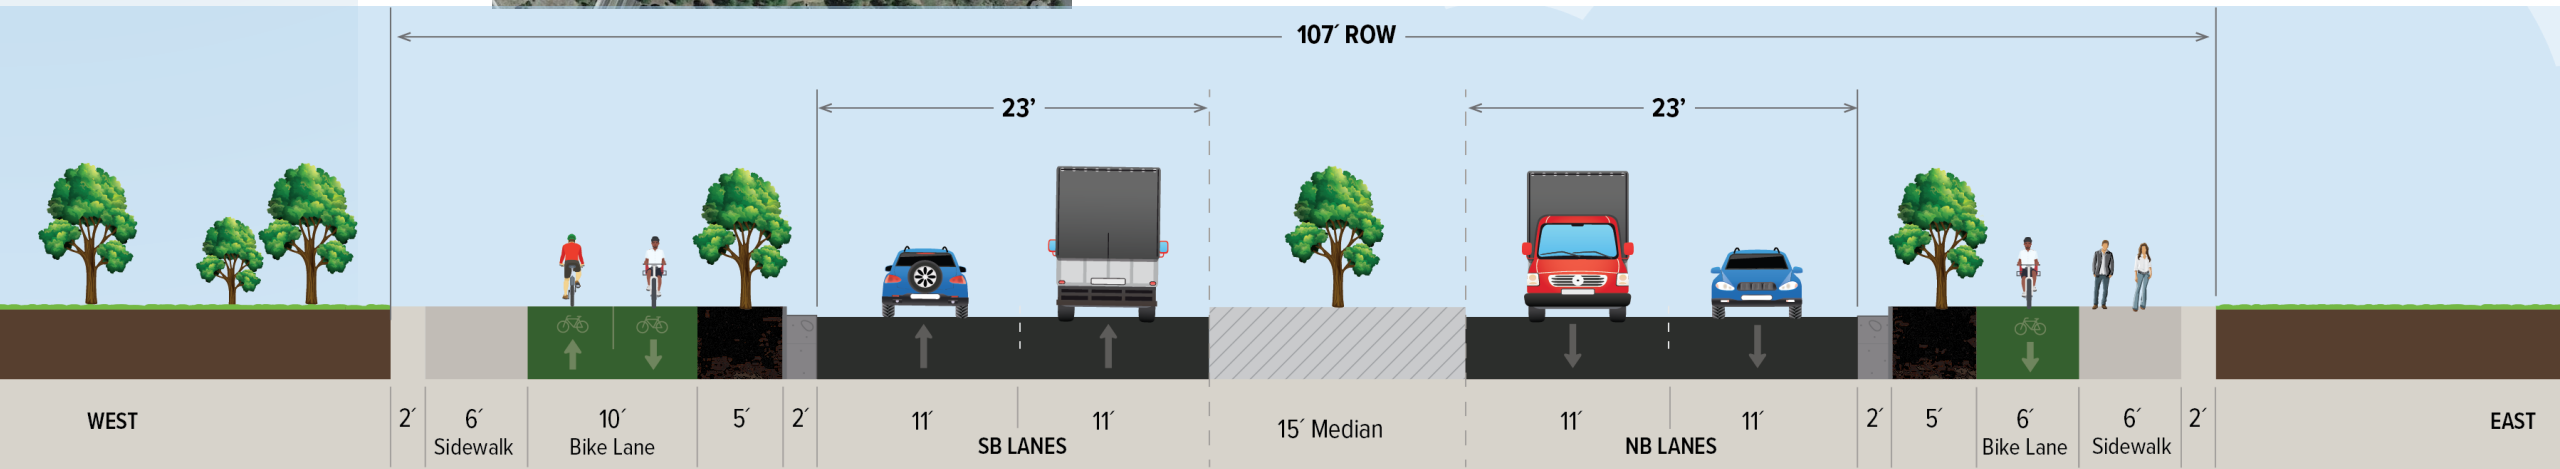 107′ ROW
23’
23’
WEST
2′
6′
Sidewalk
10′
Bike Lane
5′
2′
11′
11′
SB LANES
15′ Median
11′
11′
NB LANES
2′
5′
6′
Bike Lane
6′
Sidewalk
2′
EAST